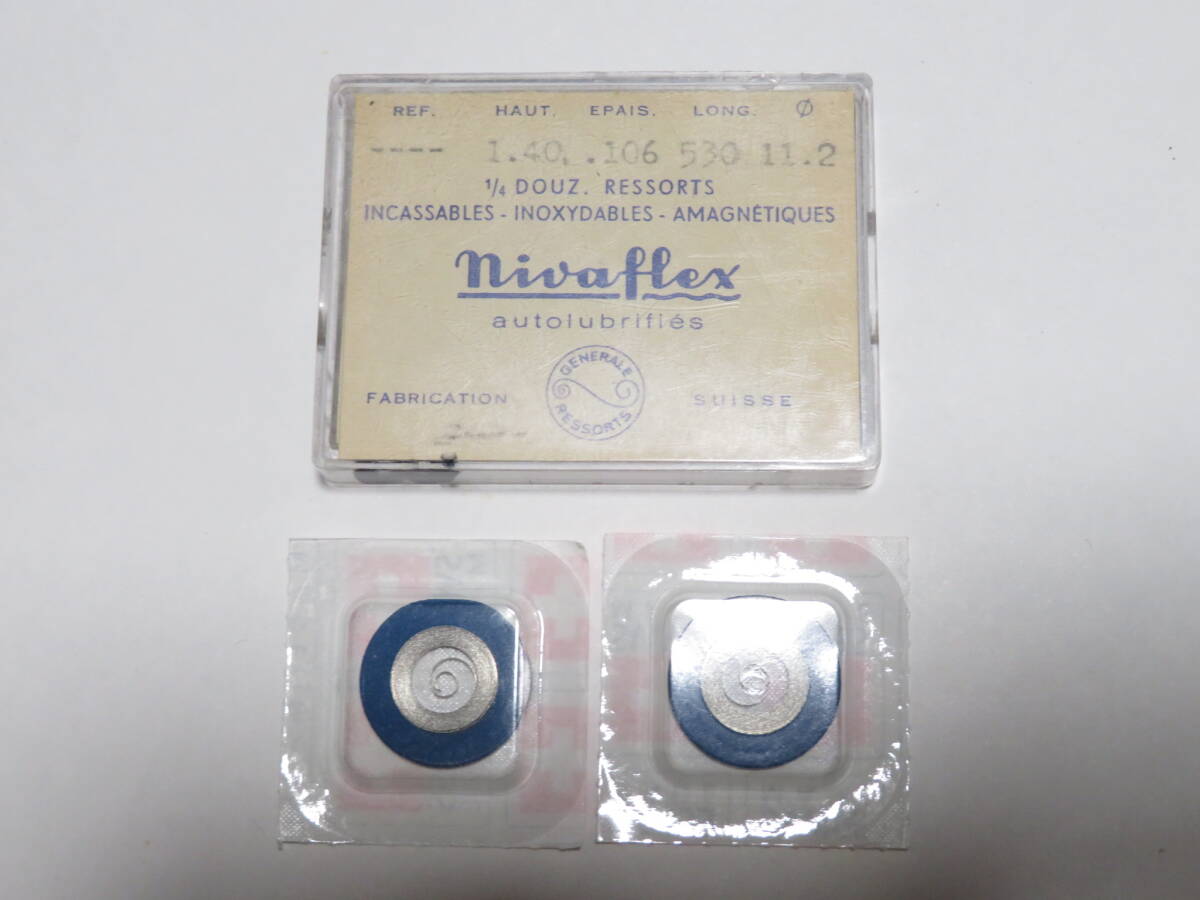 REF. HAUT. EPAIS. LONG. Ø
---- 1.40. .106 530 11.2
1/4 DOUZ. RESSORTS
INCASSABLES - INOXYDABLES - AMAGNÉTIQUES
nivaflex
autolubrifiés
GENERALE RESSORTS
FABRICATION SUISSE